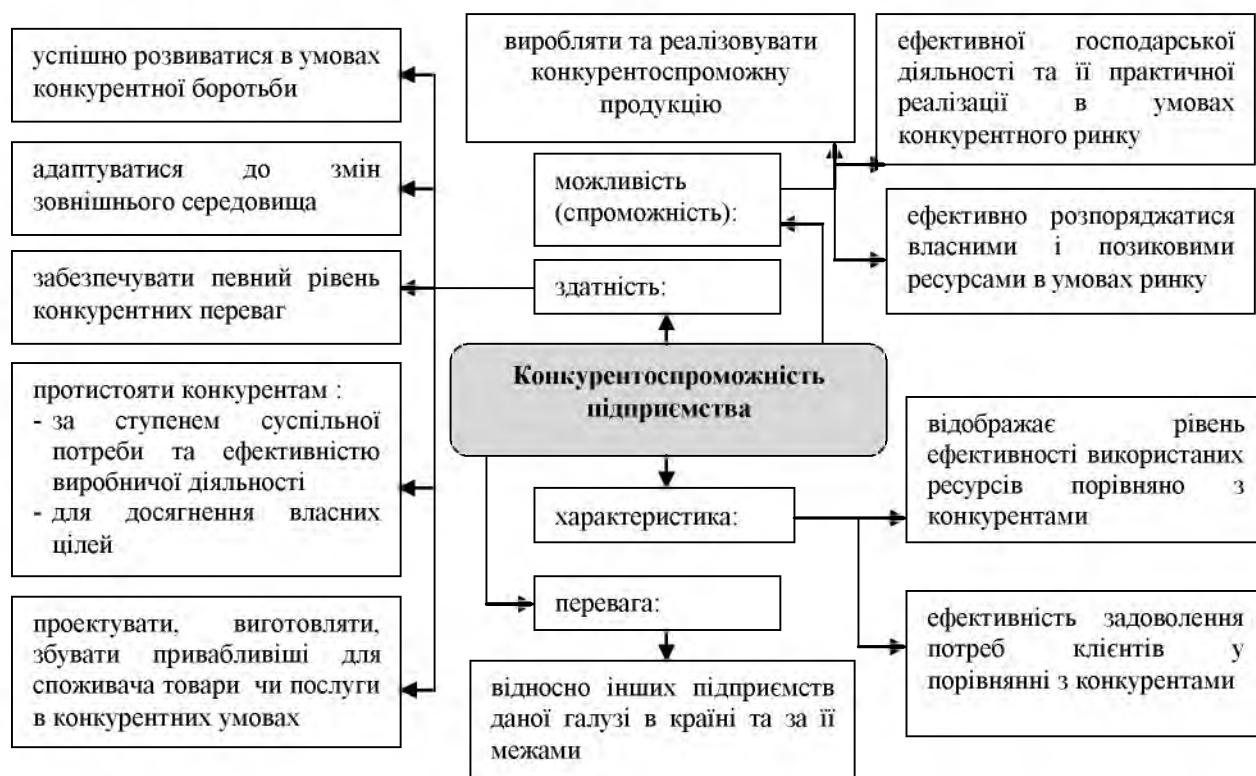 успішно розвиватися в умовах
конкурентної боротьби
адаптуватися до змін
зовнішнього середовища
забезпечувати певний рівень
конкурентних переваг
протистояти конкурентам :
- за ступенем суспільної
потреби та ефективністю
виробничої діяльності
- для досягнення власних
цілей
проектувати, виготовляти,
збувати привабливіші для
споживача товари чи послуги
в конкурентних умовах
виробляти та реалізовувати
конкурентоспроможну
продукцію
можливість
(спроможність):
здатність:
Конкурентоспроможність
підприємства
характеристика:
перевага:
відносно інших підприємств
даної галузі в країні та за її
межами
ефективної господарської
діяльності та її практичної
реалізації в умовах
конкурентного ринку
ефективно розпоряджатися
власними і позиковими
ресурсами в умовах ринку
відображає рівень
ефективності використаних
ресурсів порівняно з
конкурентами
ефективність задоволення
потреб клієнтів у
порівнянні з конкурентами